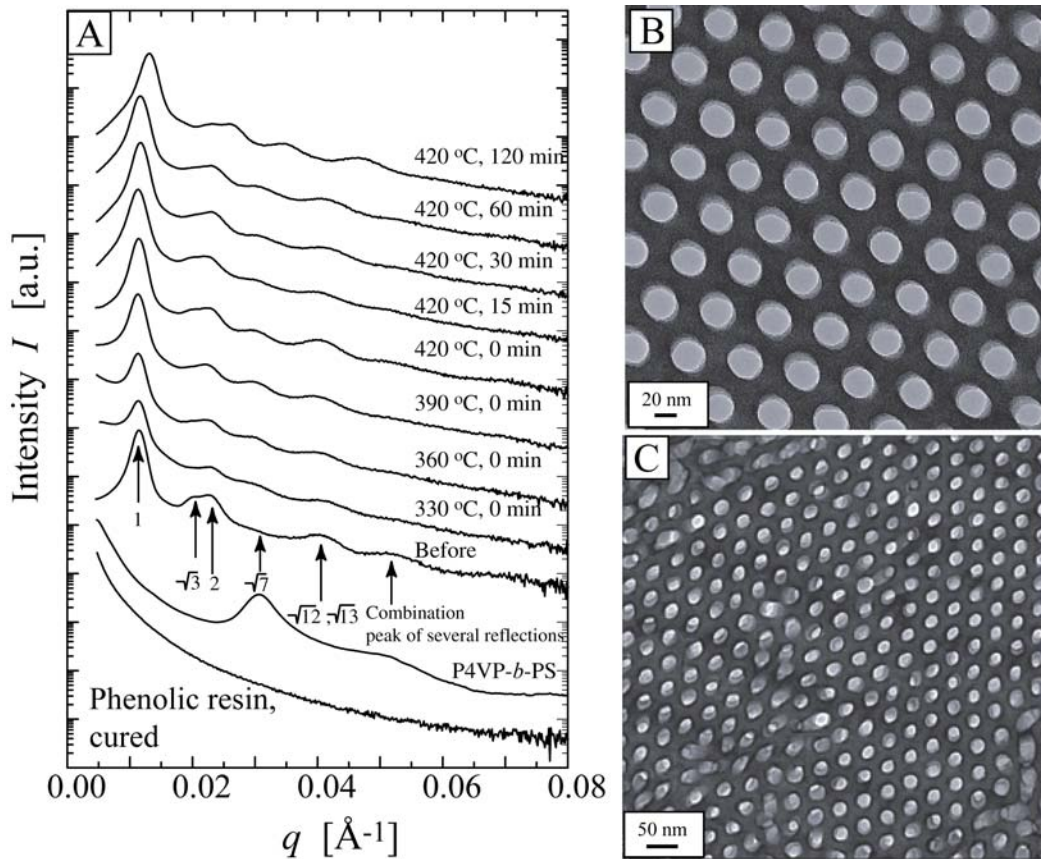 A
420 °C, 120 min
420 °C, 60 min
420 °C, 30 min
420 °C, 15 min
420 °C, 0 min
390 °C, 0 min
360 °C, 0 min
330 °C, 0 min
Before
1
-√3
2
-√7
-√12 ,-√13
Combination
peak of several reflections
P4VP-b-PS
Phenolic resin,
cured
0.00
0.02
0.04
0.06
0.08
q [Å-1]
Intensity I [a.u.]
B
20 nm
C
50 nm